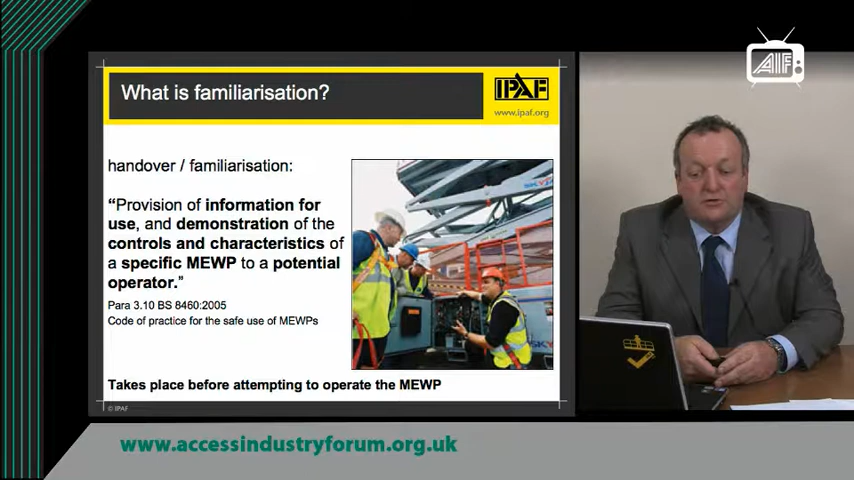 What is familiarisation?
IPAF
www.ipaf.org
AIF
handover / familiarisation:
“Provision of information for
use, and demonstration of the
controls and characteristics of
a specific MEWP to a potential
operator.”
Para 3.10 BS 8460:2005
Code of practice for the safe use of MEWPs
SKYJ
Takes place before attempting to operate the MEWP
© IPAF
www.accessindustryforum.org.uk